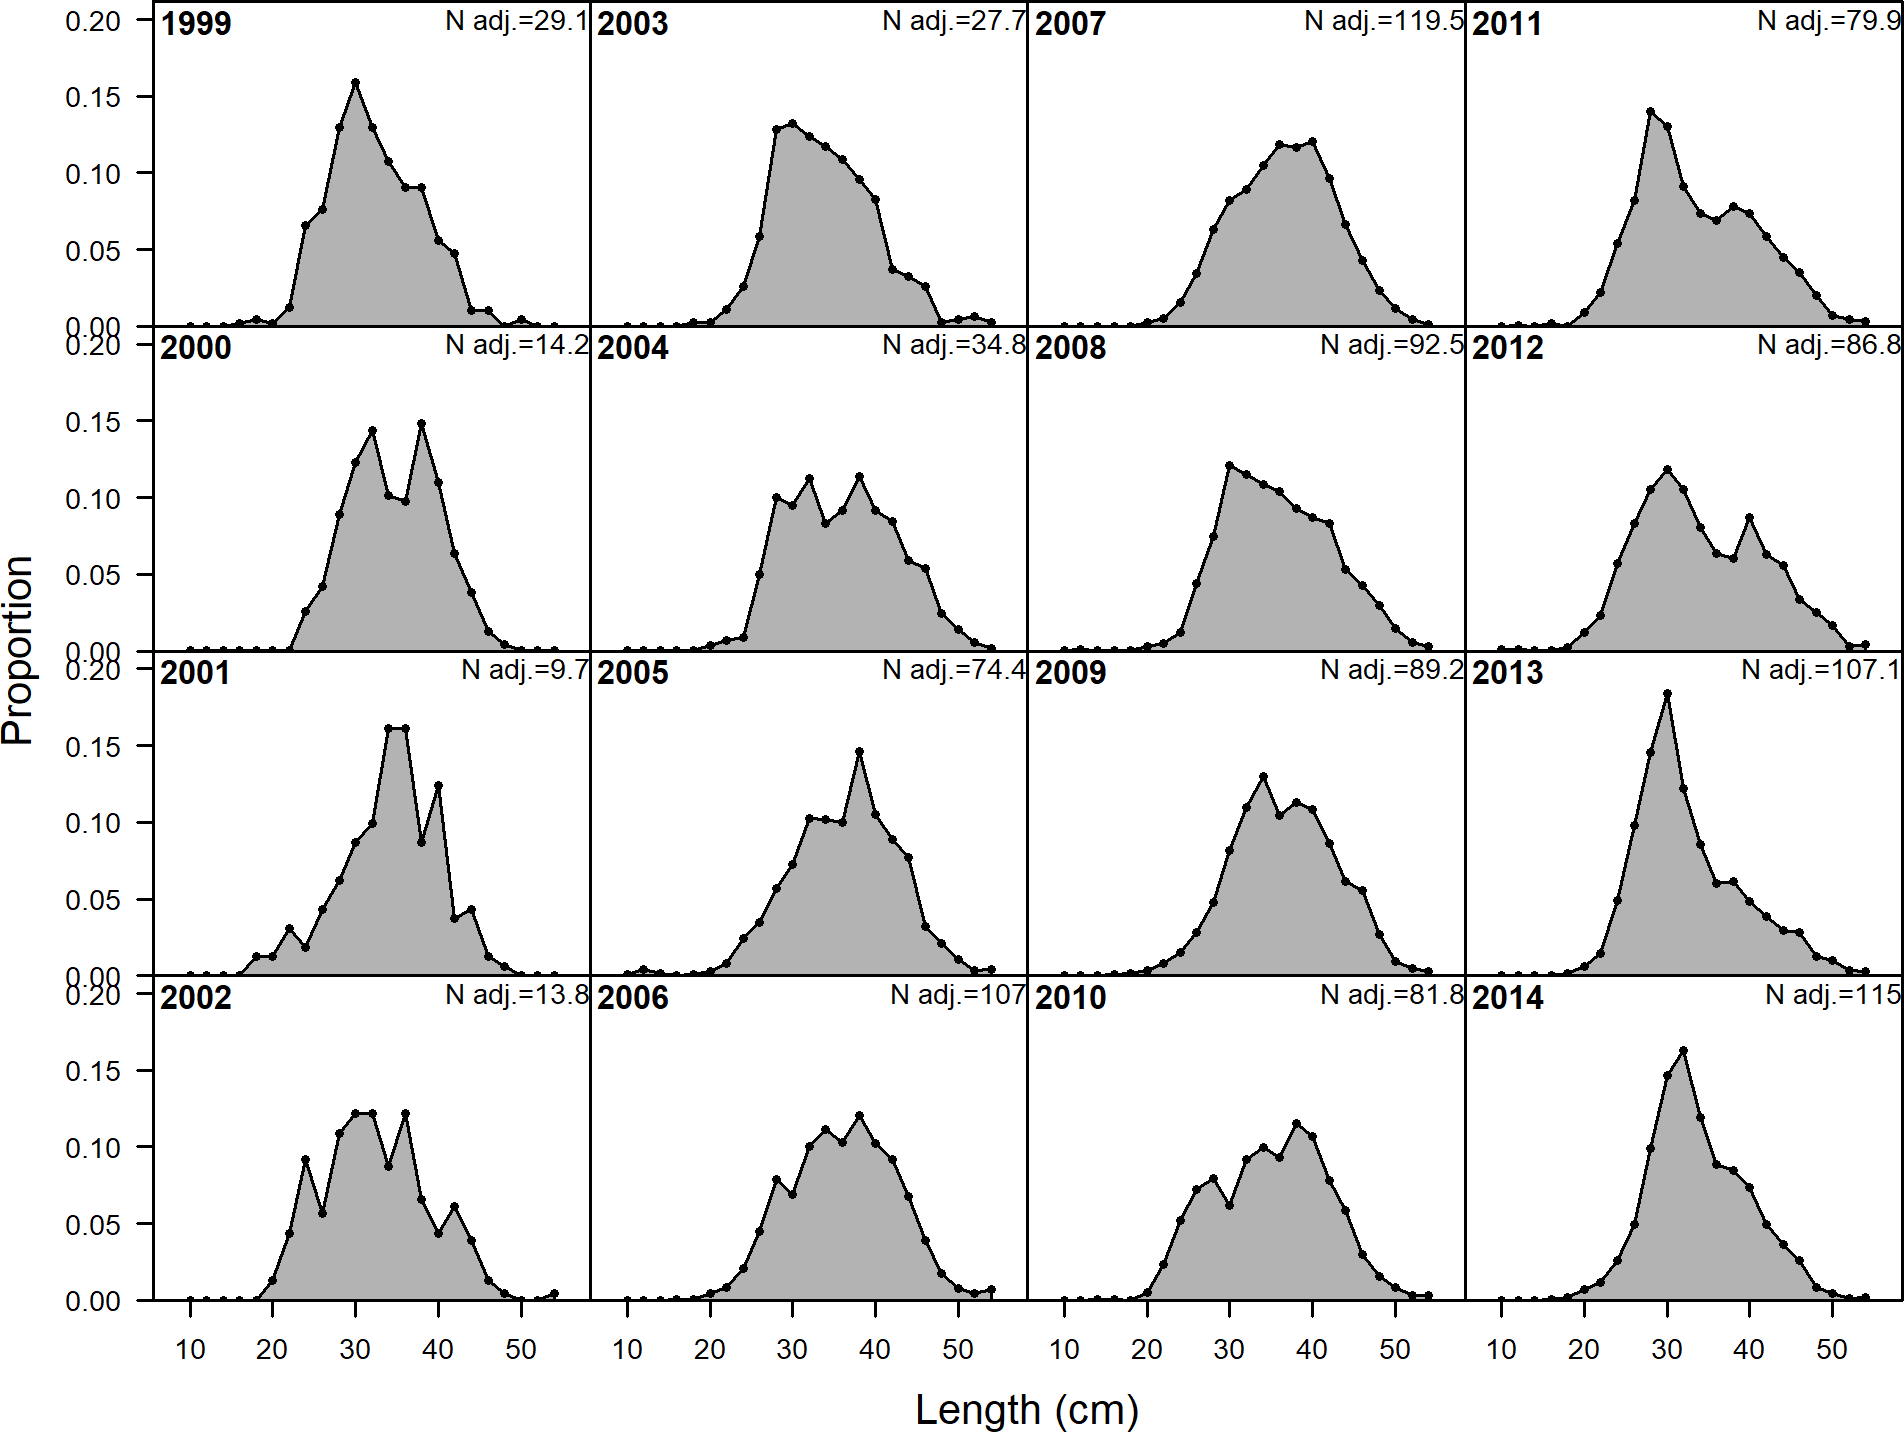 0.20
0.15
0.10
0.05
0.00
1999 N adj.=29.1
2003 N adj.=27.7
2007 N adj.=119.5
2011 N adj.=79.9
0.20
0.15
0.10
0.05
0.00
2000 N adj.=14.2
2004 N adj.=34.8
2008 N adj.=92.5
2012 N adj.=86.8
0.20
0.15
0.10
0.05
0.00
2001 N adj.=9.7
2005 N adj.=74.4
2009 N adj.=89.2
2013 N adj.=107.1
0.20
0.15
0.10
0.05
0.00
2002 N adj.=13.8
2006 N adj.=107
2010 N adj.=81.8
2014 N adj.=115
Proportion
10 20 30 40 50 10 20 30 40 50 10 20 30 40 50 10 20 30 40 50
Length (cm)